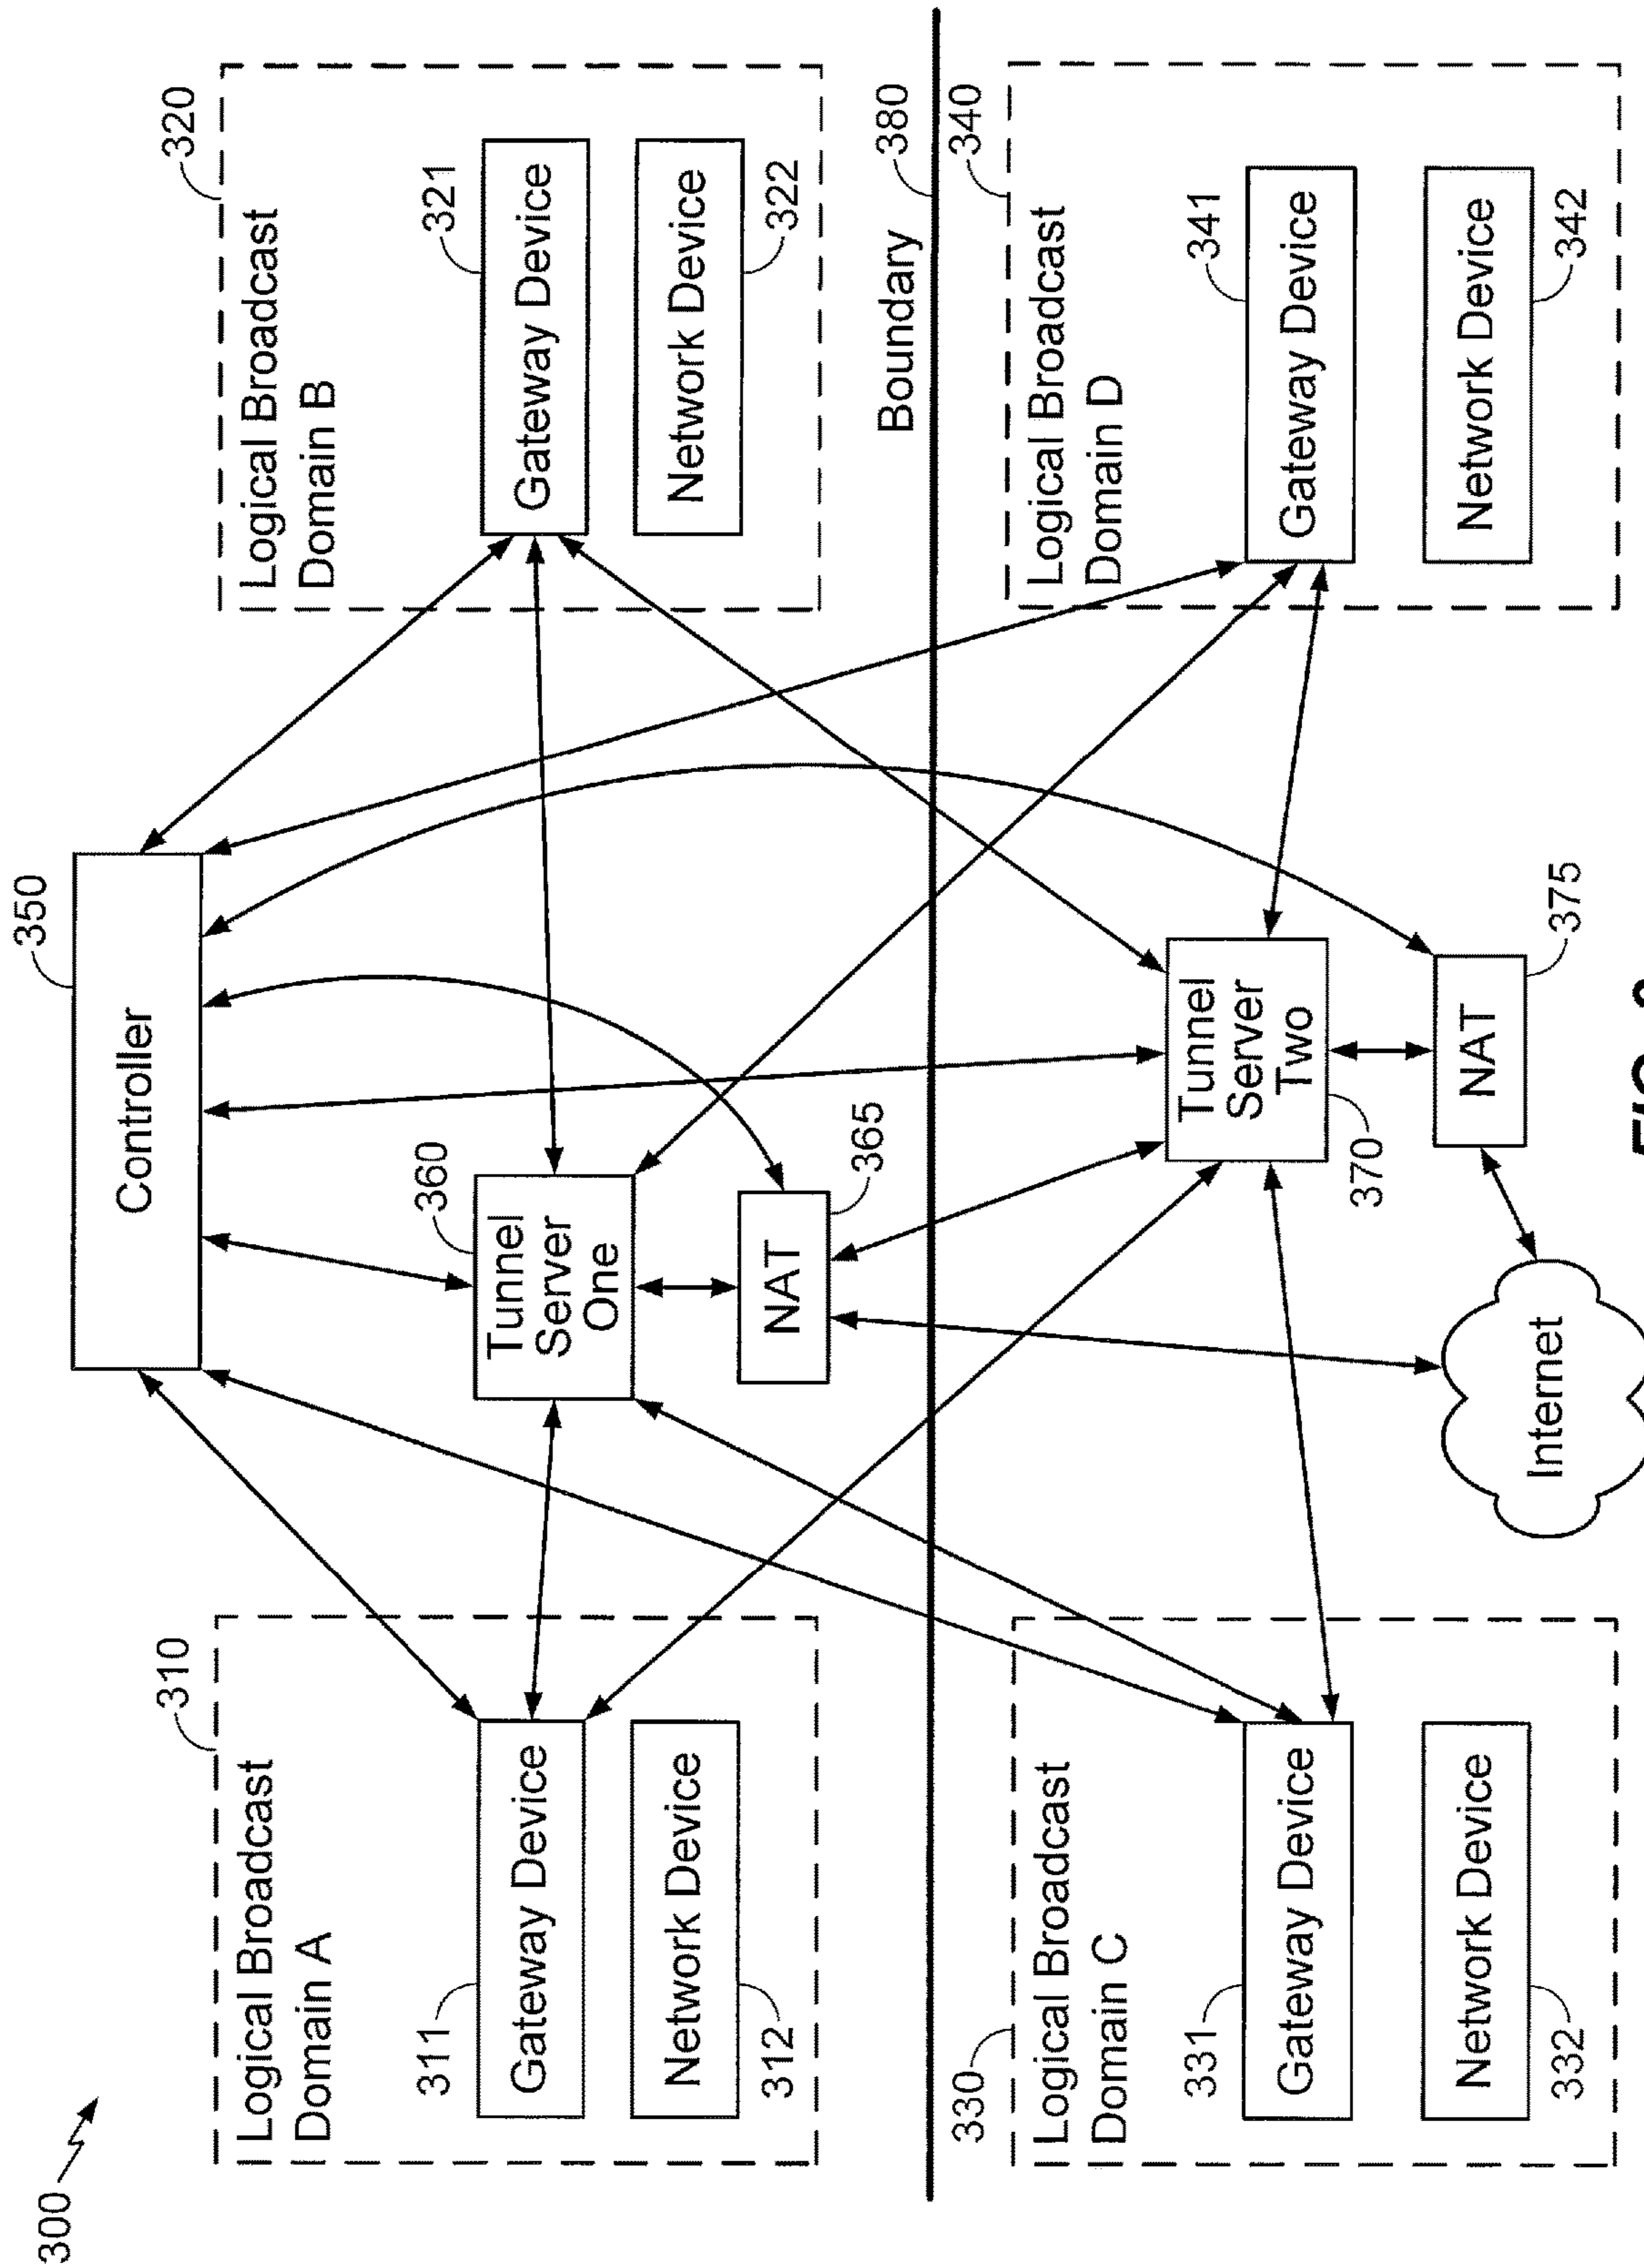 300
350
Controller
310
Logical Broadcast
Domain A
311
Gateway Device
Network Device
312
360
Tunnel
Server
One
NAT
365
320
Logical Broadcast
Domain B
321
Gateway Device
Network Device
322
Boundary
380
330
Logical Broadcast
Domain C
331
Gateway Device
Network Device
332
Tunnel
Server
Two
370
NAT
375
Internet
340
Logical Broadcast
Domain D
341
Gateway Device
Network Device
342
FIG.